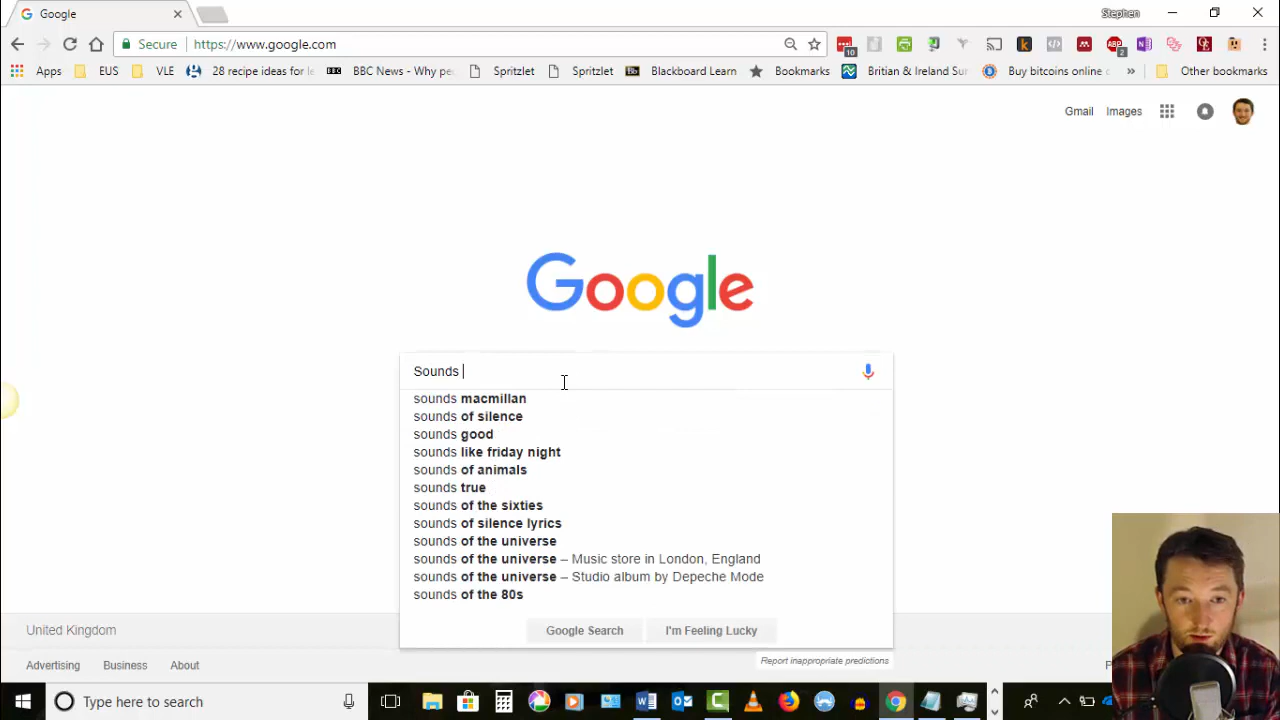 Google
Stephen
Secure https://www.google.com
10
ABP
2
Apps EUS VLE 28 recipe ideas for le BBC BBC News - Why pe Spritzlet Spritzlet Bb Blackboard Learn Bookmarks Britian & Ireland Sur Buy bitcoins online » Other bookmarks
Gmail Images
Google
Sounds
sounds macmillan
sounds of silence
sounds good
sounds like friday night
sounds of animals
sounds true
sounds of the sixties
sounds of silence lyrics
sounds of the universe
sounds of the universe – Music store in London, England
sounds of the universe – Studio album by Depeche Mode
sounds of the 80s
Google Search I'm Feeling Lucky
United Kingdom
Report inappropriate predictions
Advertising Business About
Type here to search